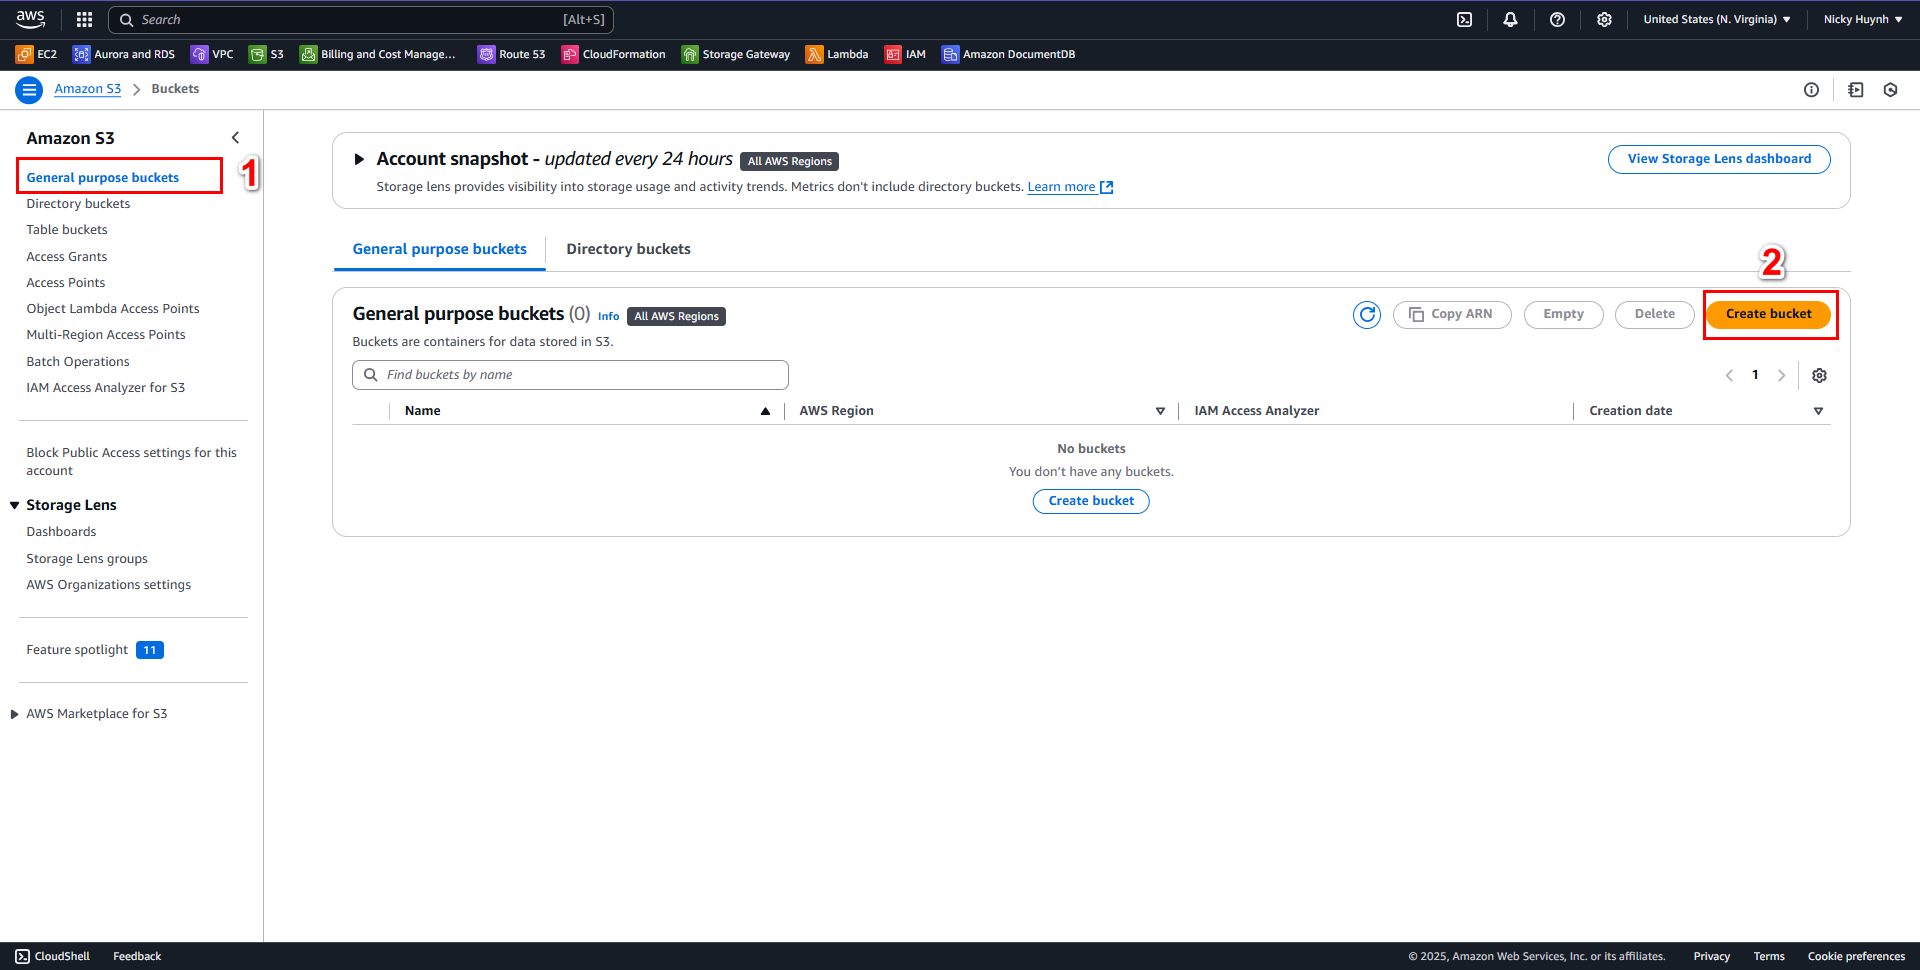 aws
Search [Alt+S]
United States (N. Virginia)
Nicky Huynh
EC2
Aurora and RDS
VPC
S3
Billing and Cost Manage...
Route 53
CloudFormation
Storage Gateway
Lambda
IAM
Amazon DocumentDB
Amazon S3
Buckets
Amazon S3
General purpose buckets
1
Directory buckets
Table buckets
Access Grants
Access Points
Object Lambda Access Points
Multi-Region Access Points
Batch Operations
IAM Access Analyzer for S3
Block Public Access settings for this
account
Storage Lens
Dashboards
Storage Lens groups
AWS Organizations settings
Feature spotlight 11
AWS Marketplace for S3
Account snapshot - updated every 24 hours All AWS Regions
View Storage Lens dashboard
Storage lens provides visibility into storage usage and activity trends. Metrics don't include directory buckets. Learn more
General purpose buckets
Directory buckets
2
General purpose buckets (0) Info All AWS Regions
Copy ARN
Empty
Delete
Create bucket
Buckets are containers for data stored in S3.
Find buckets by name
1
Name
AWS Region
IAM Access Analyzer
Creation date
No buckets
You don't have any buckets.
Create bucket
CloudShell
Feedback
© 2025, Amazon Web Services, Inc. or its affiliates.
Privacy
Terms
Cookie preferences